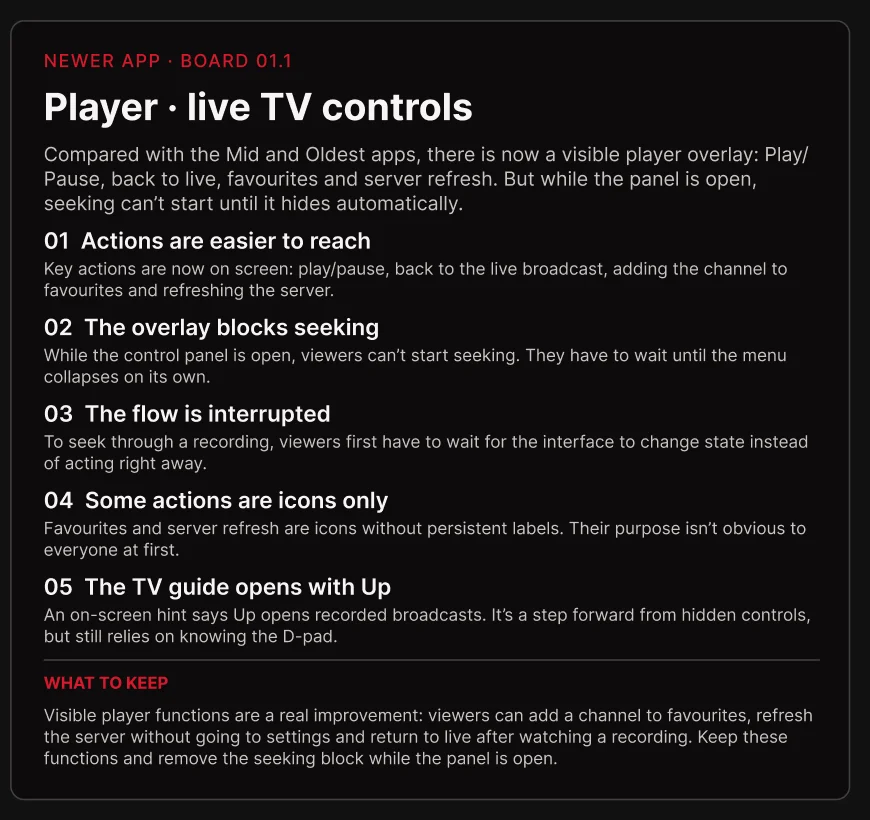 NEWER APP · BOARD 01.1
Player · live TV controls
Compared with the Mid and Oldest apps, there is now a visible player overlay: Play/
Pause, back to live, favourites and server refresh. But while the panel is open,
seeking can’t start until it hides automatically.
01 Actions are easier to reach
Key actions are now on screen: play/pause, back to the live broadcast, adding the channel to
favourites and refreshing the server.
02 The overlay blocks seeking
While the control panel is open, viewers can’t start seeking. They have to wait until the menu
collapses on its own.
03 The flow is interrupted
To seek through a recording, viewers first have to wait for the interface to change state instead
of acting right away.
04 Some actions are icons only
Favourites and server refresh are icons without persistent labels. Their purpose isn’t obvious to
everyone at first.
05 The TV guide opens with Up
An on-screen hint says Up opens recorded broadcasts. It’s a step forward from hidden controls,
but still relies on knowing the D-pad.
WHAT TO KEEP
Visible player functions are a real improvement: viewers can add a channel to favourites, refresh
the server without going to settings and return to live after watching a recording. Keep these
functions and remove the seeking block while the panel is open.